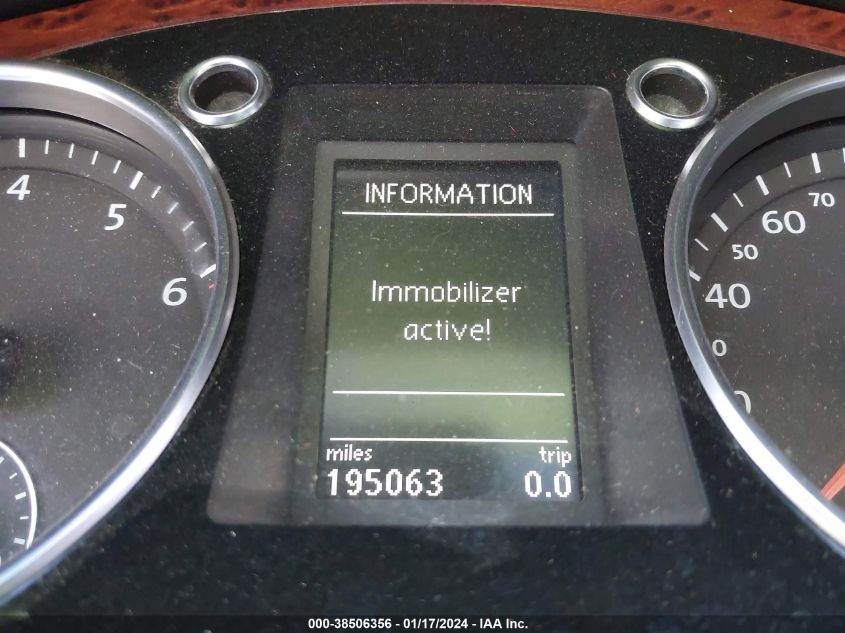 INFORMATION
Immobilizer
active!
miles trip
195063 0.0
4
5
6
70
60
50
40
000-38506356 / 01/17/2024 - IAA Inc.